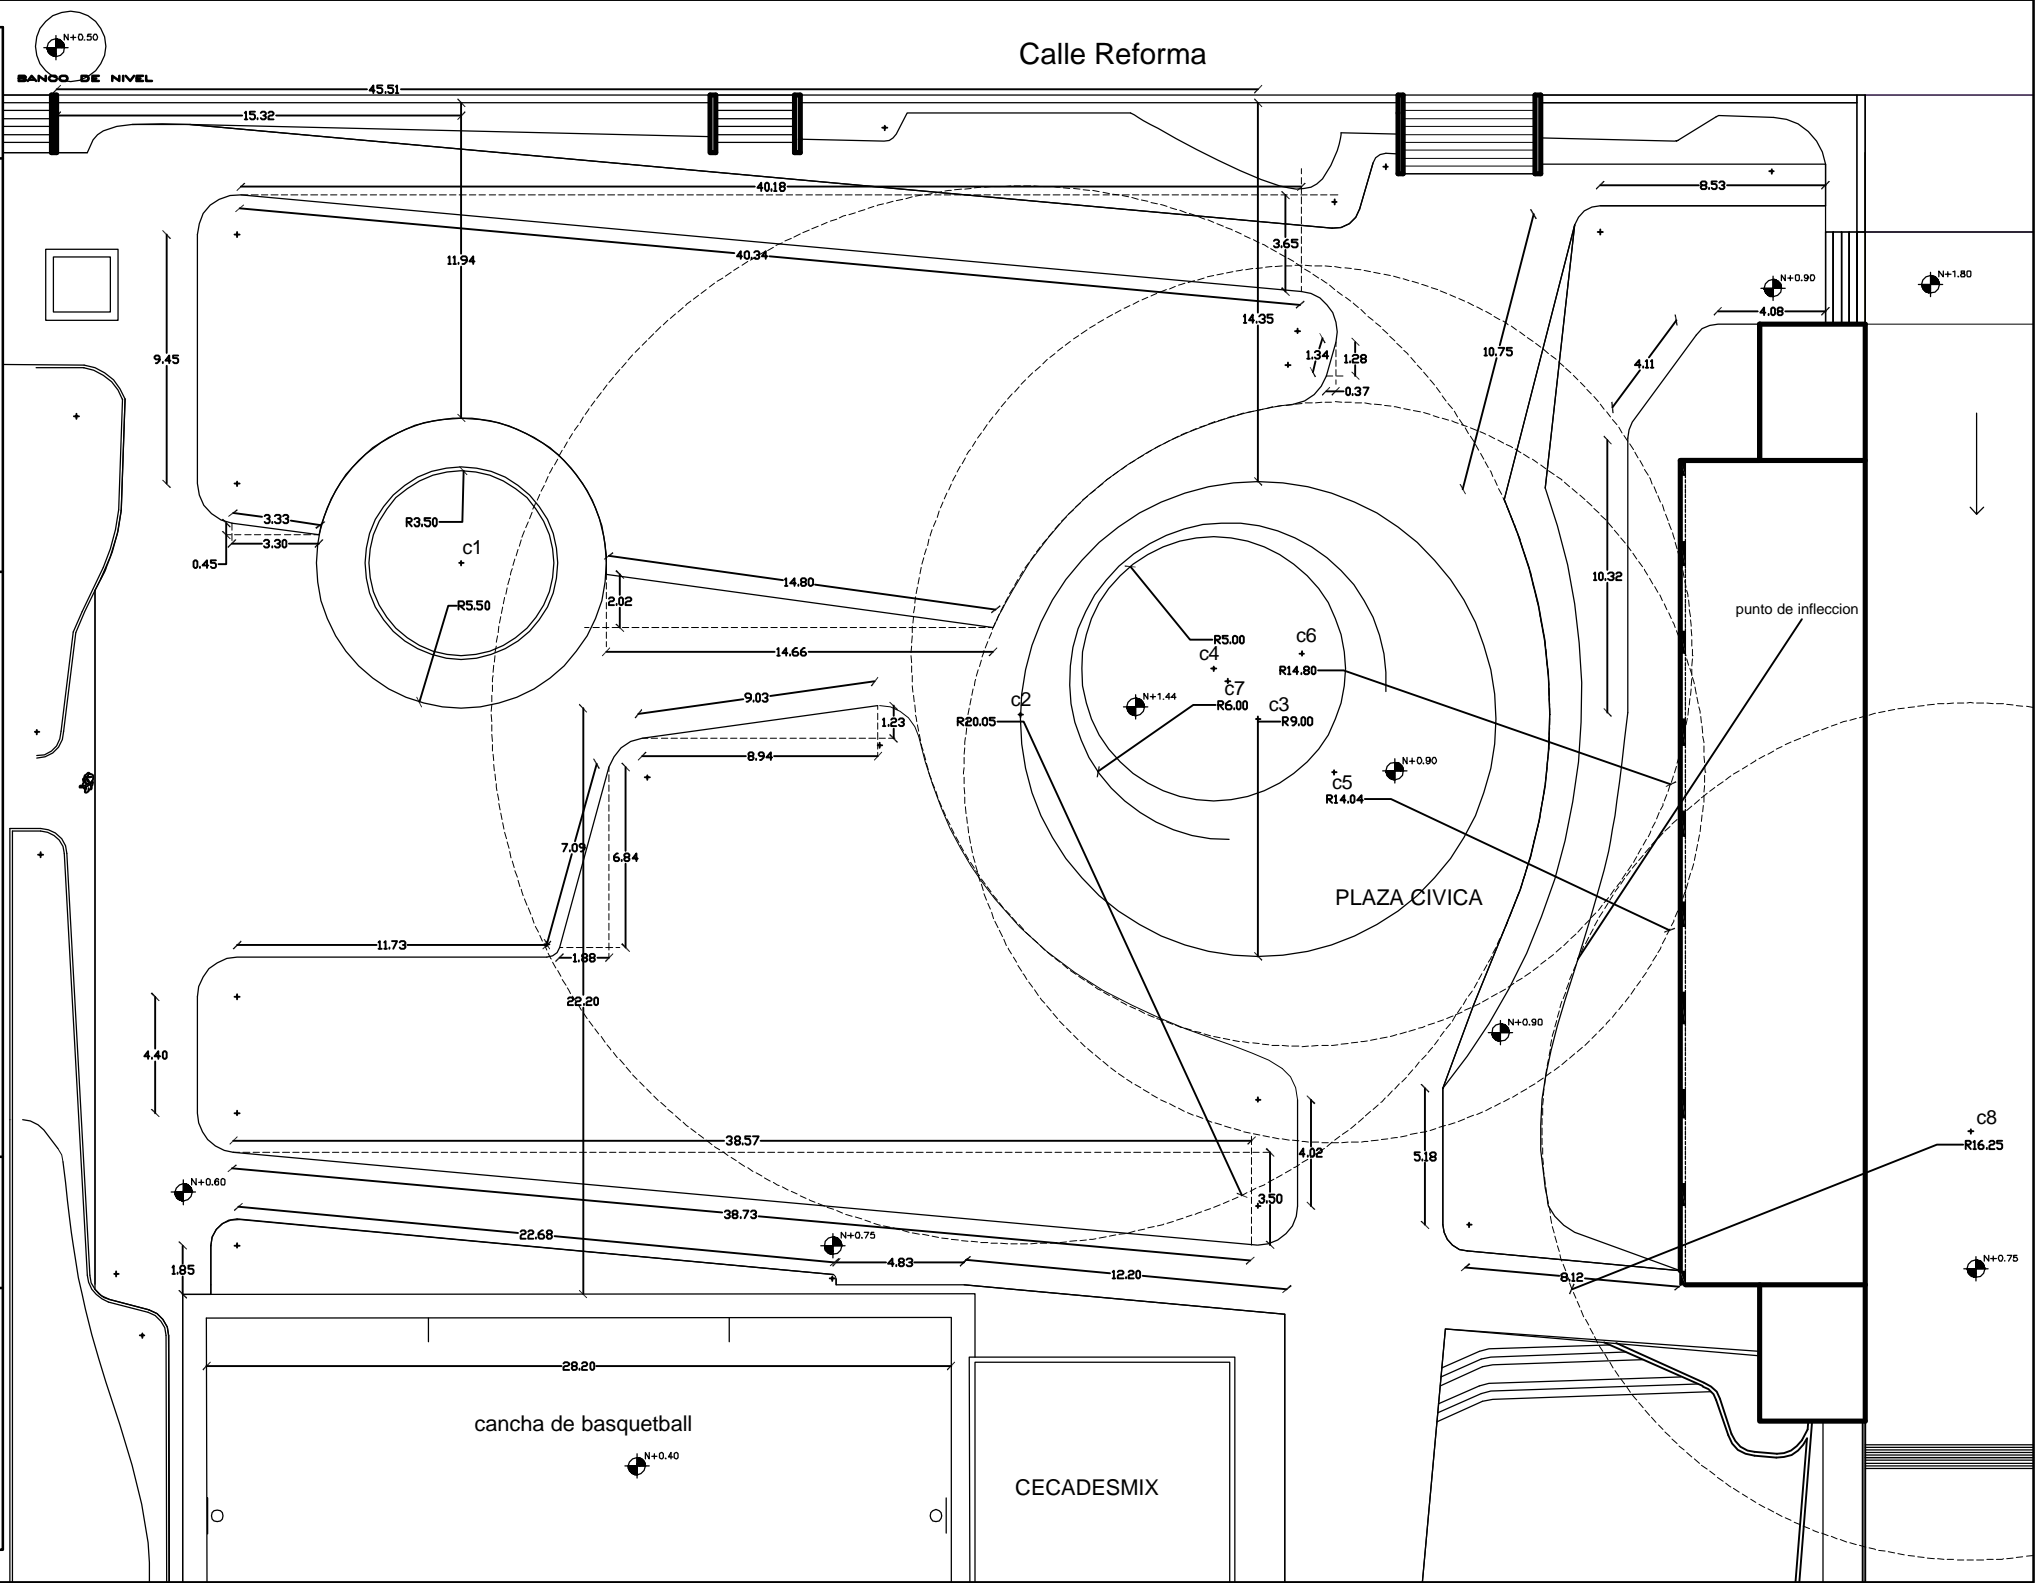 N+0.50
Calle Reforma
BANCO DE NIVEL
45.51
15.32
40.18
8.53
3.65
40.34
11.94
N+0.90
N+1.80
14.35
4.08
9.45
1.34
1.28
10.75
4.11
0.37
3.33
R3.50
c1
3.30
0.45
14.80
10.32
2.02
R5.50
punto de infleccion
R5.00
c6
c4
14.66
R14.80
c7
9.03
N+1.44
c2
R6.00
c3
R20.05
1.23
R9.00
8.94
N+0.90
c5
R14.04
7.09
6.84
PLAZA CIVICA
11.73
1.88
22.20
N+0.90
4.40
c8
38.57
R16.25
4.02
5.18
N+0.60
3.50
38.73
22.68
N+0.75
4.83
N+0.75
1.85
12.20
8.12
28.20
cancha de basquetball
N+0.40
CECADESMIX